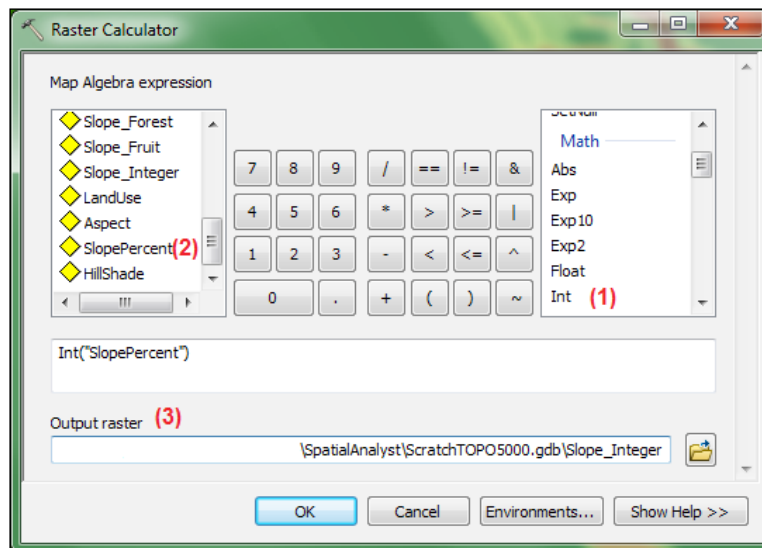 Raster Calculator
Map Algebra expression
Slope_Forest
Slope_Fruit
Slope_Integer
LandUse
Aspect
SlopePercent (2)
HillShade
7 8 9 / == != &
4 5 6 * > >= |
1 2 3 - < <= ^
0 . + ( ) ~
Math
Abs
Exp
Exp10
Exp2
Float
Int (1)
Int("SlopePercent")
Output raster (3)
\SpatialAnalyst\ScratchTOPO5000.gdb\Slope_Integer
OK Cancel Environments... Show Help >>